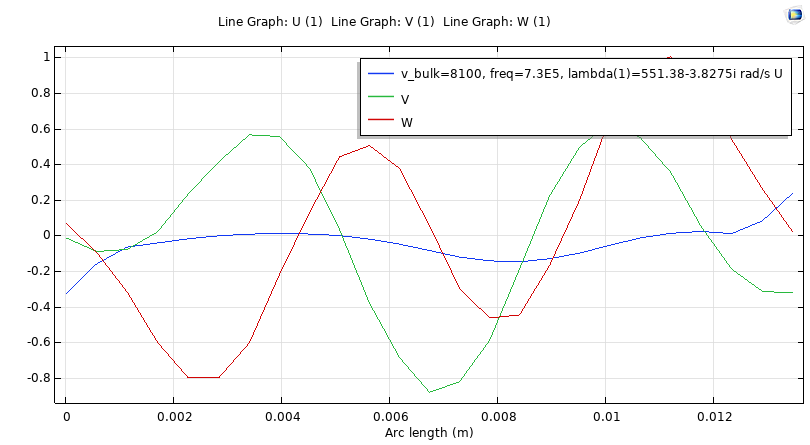 Line Graph: U (1) Line Graph: V (1) Line Graph: W (1)
v_bulk=8100, freq=7.3E5, lambda(1)=551.38-3.8275i rad/s U
V
W
1
0.8
0.6
0.4
0.2
0
-0.2
-0.4
-0.6
-0.8
0 0.002 0.004 0.006 0.008 0.01 0.012
Arc length (m)